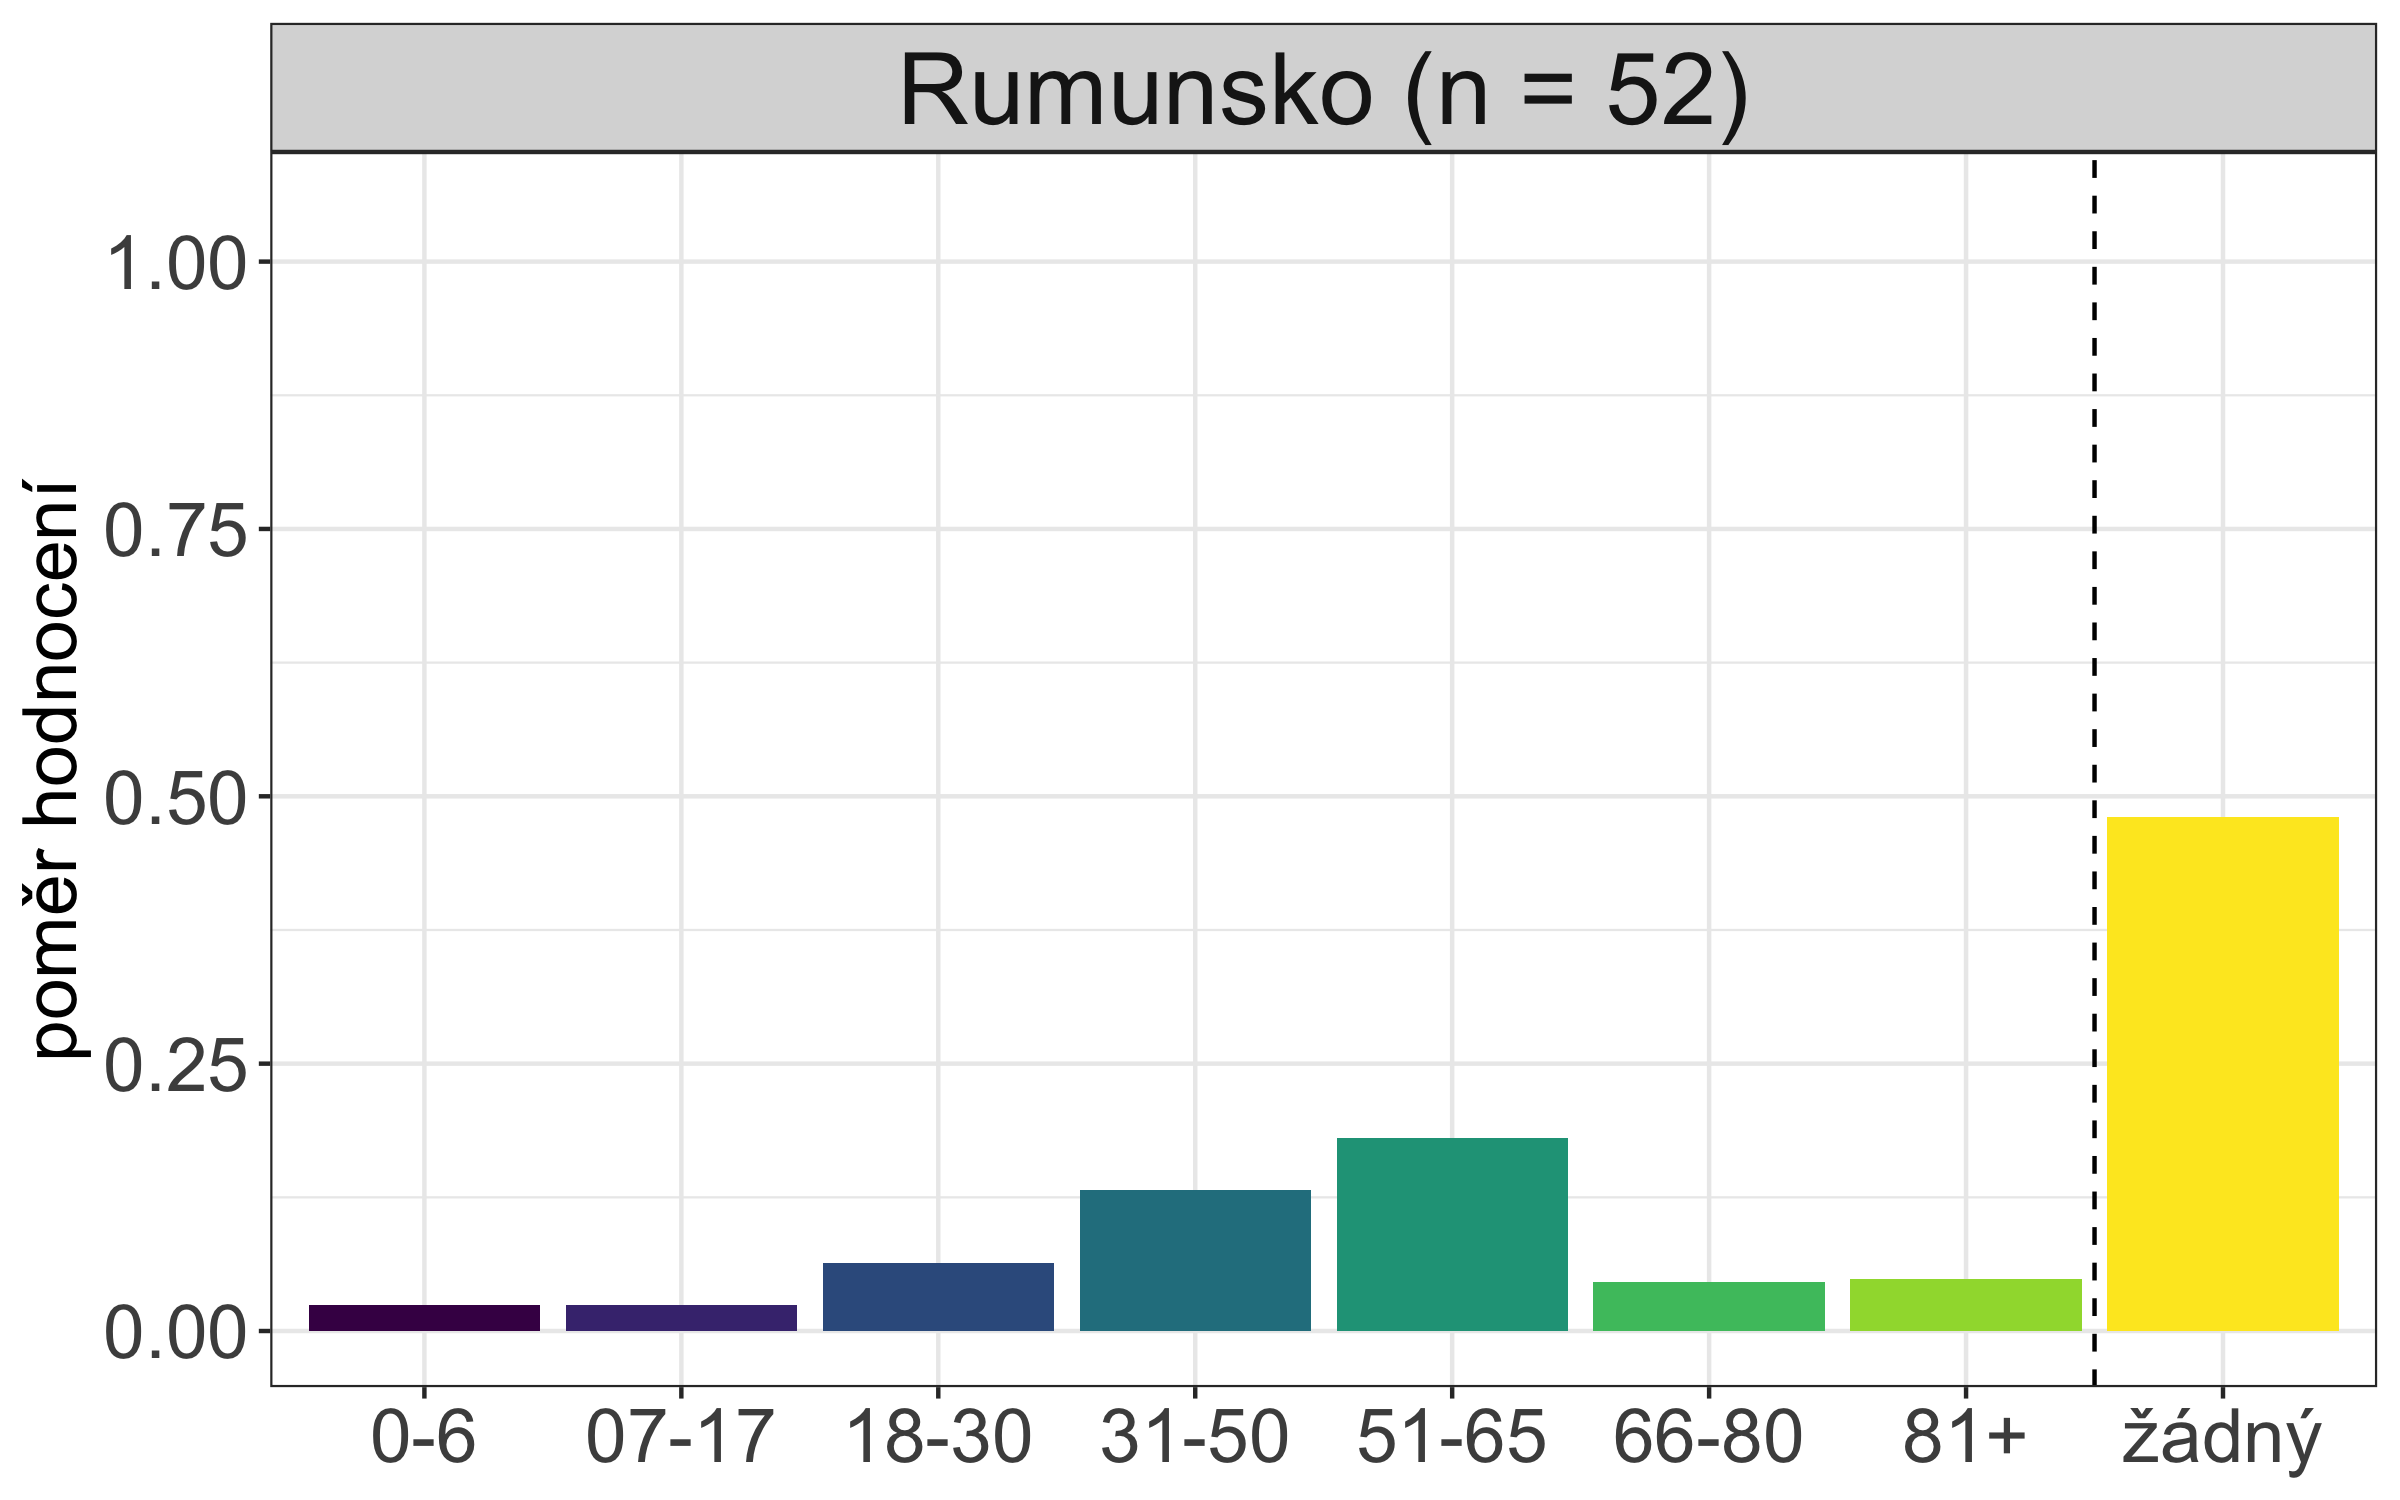 Rumunsko (n = 52)
poměr hodnocení
1.00
0.75
0.50
0.25
0.00
0-6 07-17 18-30 31-50 51-65 66-80 81+ žádný